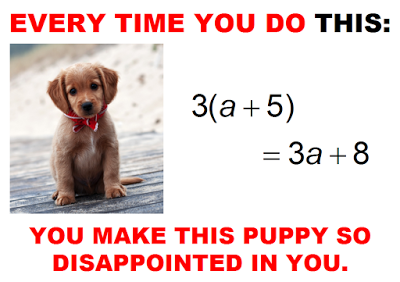 EVERY TIME YOU DO THIS:
3(a + 5)
= 3a + 8
YOU MAKE THIS PUPPY SO
DISAPPOINTED IN YOU.